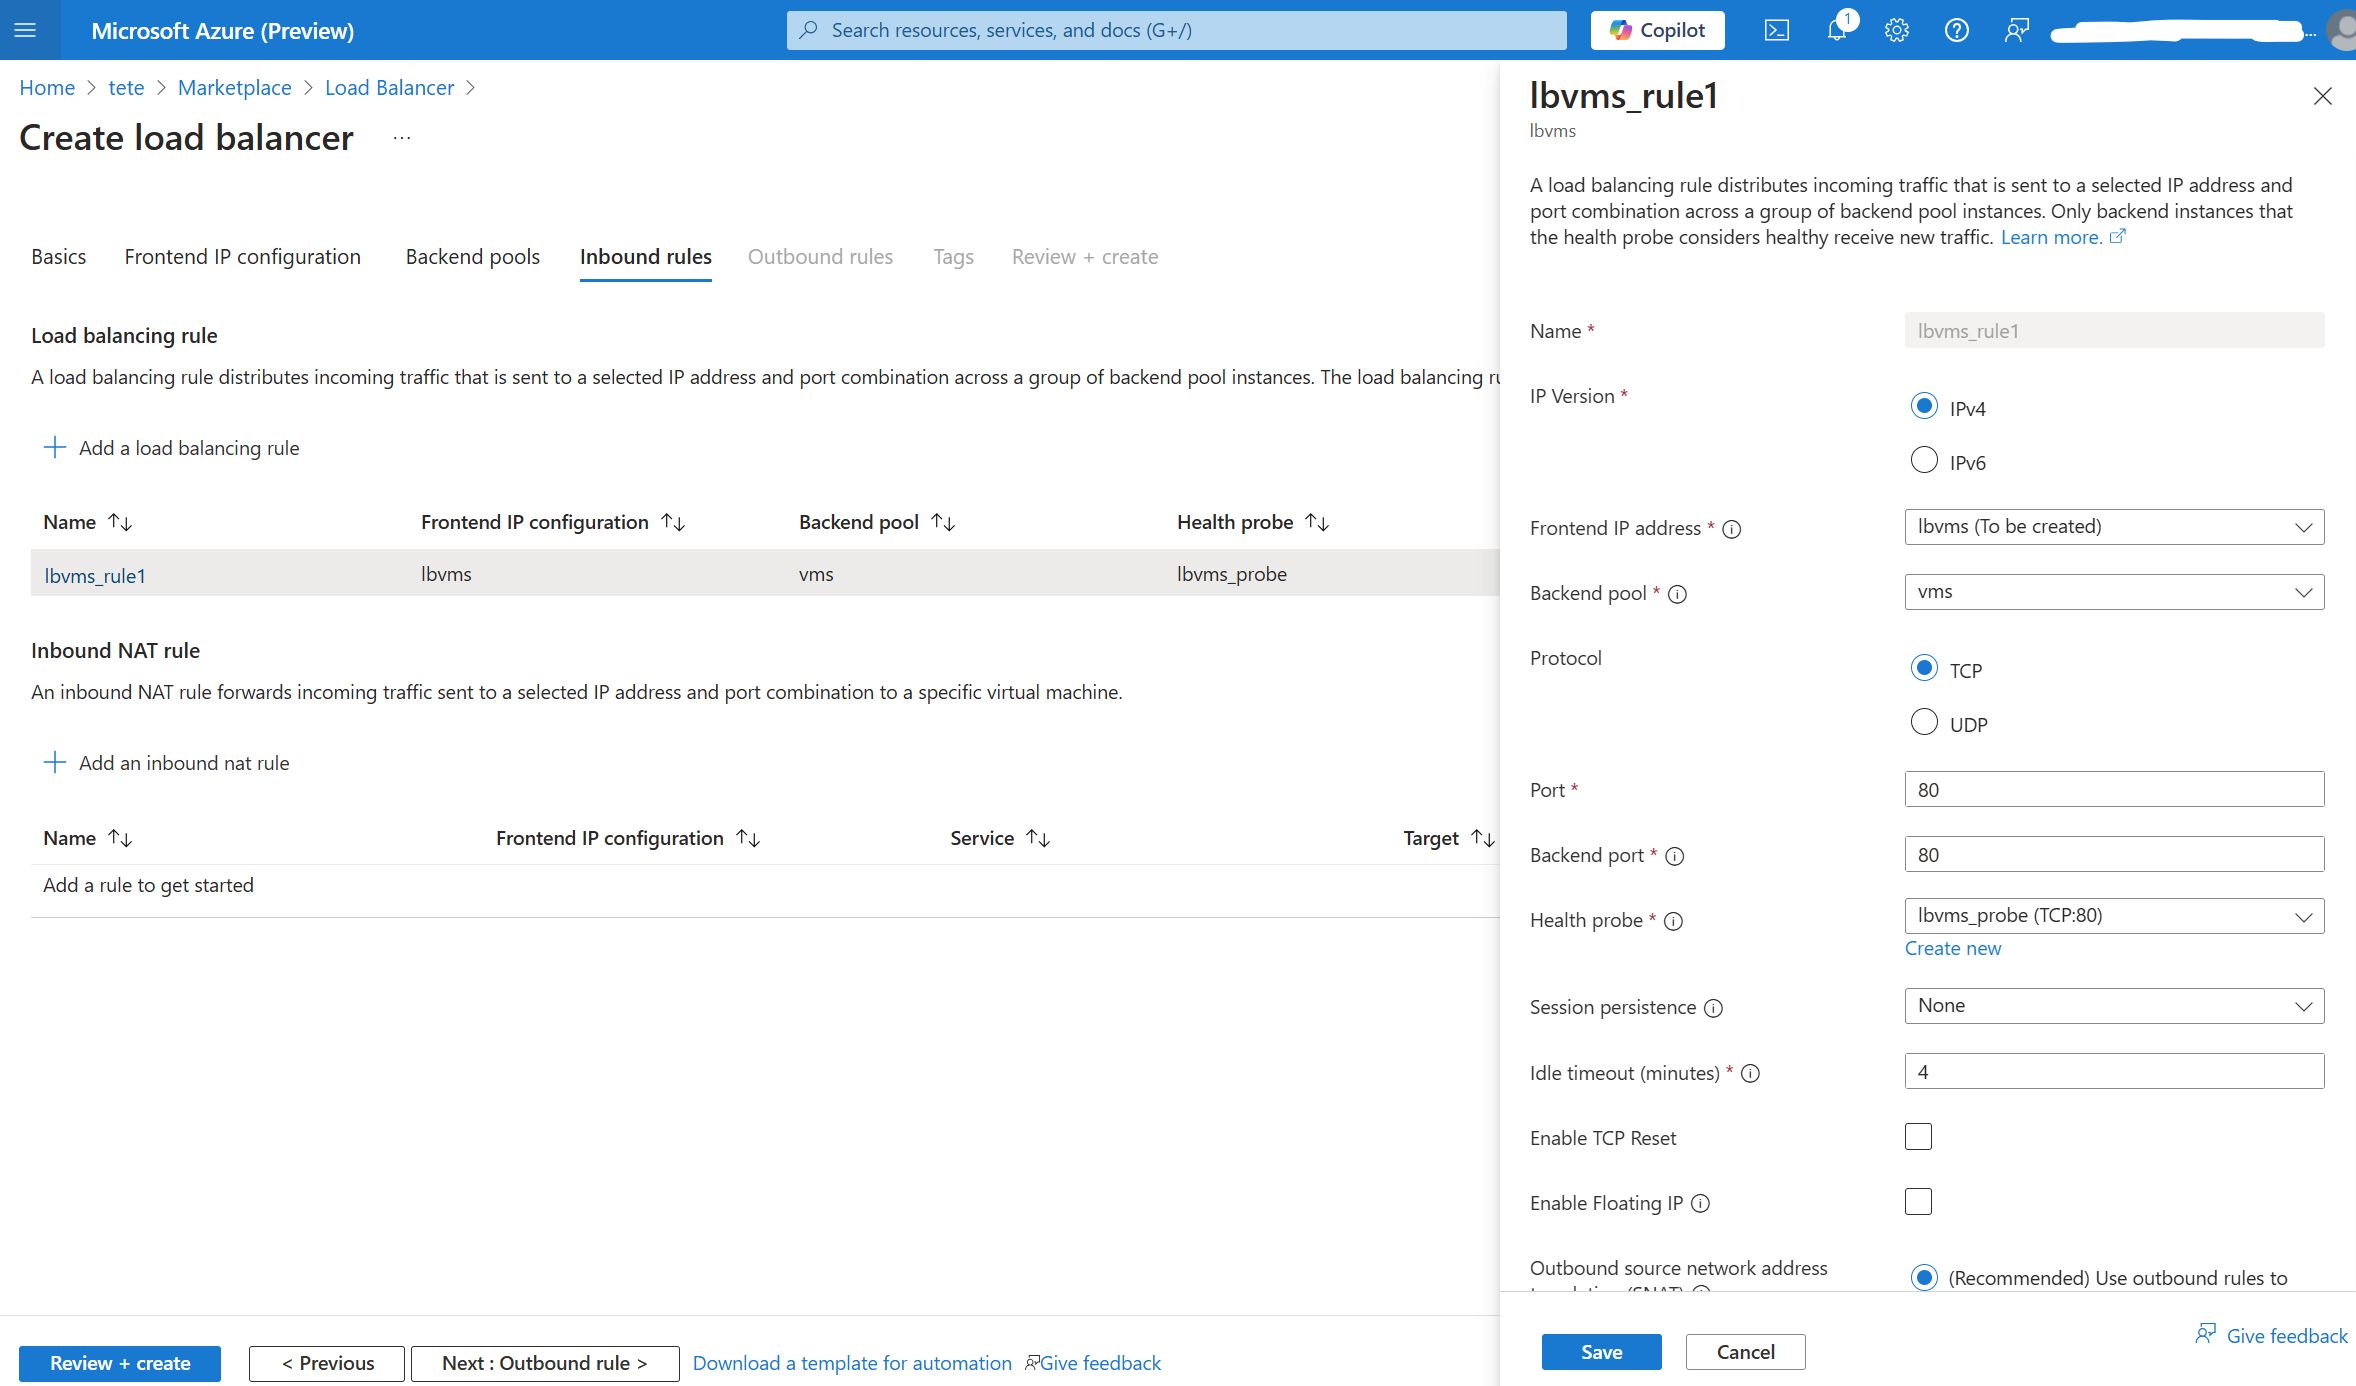 Microsoft Azure (Preview)
Search resources, services, and docs (G+/)
Copilot
1
...
Home > tete > Marketplace > Load Balancer >
Create load balancer ...
Basics Frontend IP configuration Backend pools Inbound rules Outbound rules Tags Review + create
Load balancing rule
A load balancing rule distributes incoming traffic that is sent to a selected IP address and port combination across a group of backend pool instances. The load balancing
+ Add a load balancing rule
Name Frontend IP configuration Backend pool Health probe
lbvms_rule1 lbvms vms lbvms_probe
Inbound NAT rule
An inbound NAT rule forwards incoming traffic sent to a selected IP address and port combination to a specific virtual machine.
+ Add an inbound nat rule
Name Frontend IP configuration Service Target
Add a rule to get started
Review + create < Previous Next : Outbound rule > Download a template for automation Give feedback
lbvms_rule1
lbvms
A load balancing rule distributes incoming traffic that is sent to a selected IP address and
port combination across a group of backend pool instances. Only backend instances that
the health probe considers healthy receive new traffic. Learn more.
Name * lbvms_rule1
IP Version * IPv4
IPv6
Frontend IP address * lbvms (To be created)
Backend pool * vms
Protocol TCP
UDP
Port * 80
Backend port * 80
Health probe * lbvms_probe (TCP:80)
Create new
Session persistence None
Idle timeout (minutes) * 4
Enable TCP Reset
Enable Floating IP
Outbound source network address (Recommended) Use outbound rules to
Save Cancel
Give feedback